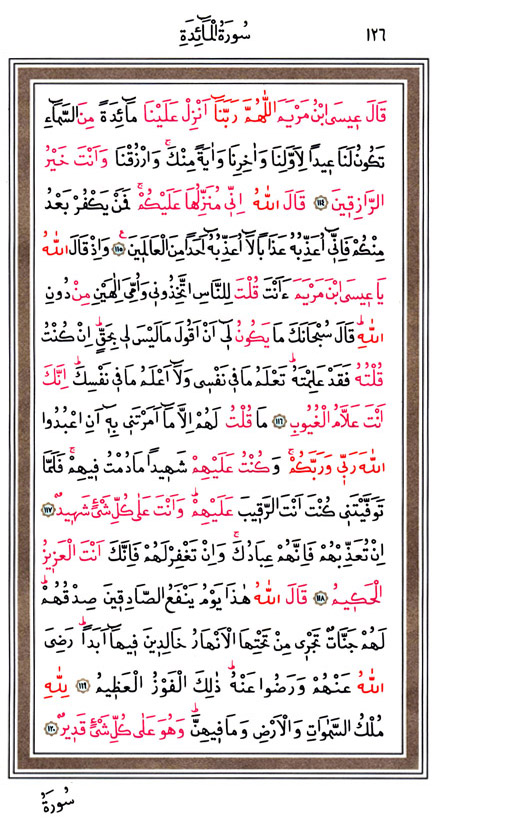 ١٢٦ سُورَةُ الْمَٓائِدَةِ
قَالَ ع۪يسَى ابْنُ مَرْيَمَ اللّٰهُمَّ رَبَّنَٓا اَنْزِلْ عَلَيْنَا مَٓائِدَةً مِنَ السَّمَٓاءِ
تَكُونُ لَنَا ع۪يداً لِاَوَّلِنَا وَاٰخِرِنَا وَاٰيَةً مِنْكَۚ وَارْزُقْنَا وَاَنْتَ خَيْرُ
الرَّازِق۪ينَ ﴿١١٤﴾ قَالَ اللّٰهُ اِنّ۪ي مُنَزِّلُهَا عَلَيْكُمْۚ فَمَنْ يَكْفُرْ بَعْدُ
مِنْكُمْ فَاِنّ۪ٓي اُعَذِّبُهُ عَذَاباً لَٓا اُعَذِّبُهُٓ اَحَداً مِنَ الْعَالَم۪ينَ۟ ﴿١١٥﴾ وَاِذْ قَالَ اللّٰهُ
يَا ع۪يسَى ابْنَ مَرْيَمَ ءَاَنْتَ قُلْتَ لِلنَّاسِ اتَّخِذُون۪ي وَاُمِّيَ اِلٰهَيْنِ مِنْ دُونِ
اللّٰهِۜ قَالَ سُبْحَانَكَ مَا يَكُونُ ل۪ٓي اَنْ اَقُولَ مَا لَيْسَ ل۪ي بِحَقٍّۜ اِنْ كُنْتُ
قُلْتُهُ فَقَدْ عَلِمْتَهُۜ تَعْلَمُ مَا ف۪ي نَفْس۪ي وَلَٓا اَعْلَمُ مَا ف۪ي نَفْسِكَۜ اِنَّكَ
اَنْتَ عَلَّامُ الْغُيُوبِ ﴿١١٦﴾ مَا قُلْتُ لَهُمْ اِلَّا مَٓا اَمَرْتَن۪ي بِه۪ٓ اَنِ اعْبُدُوا
اللّٰهَ رَبّ۪ي وَرَبَّكُمْۚ وَكُنْتُ عَلَيْهِمْ شَه۪يداً مَا دُمْتُ ف۪يهِمْۚ فَلَمَّا
تَوَفَّيْتَن۪ي كُنْتَ اَنْتَ الرَّق۪يبَ عَلَيْهِمْۜ وَاَنْتَ عَلٰى كُلِّ شَيْءٍ شَه۪يدٌ ﴿١١٧﴾
اِنْ تُعَذِّبْهُمْ فَاِنَّهُمْ عِبَادُكَۚ وَاِنْ تَغْفِرْ لَهُمْ فَاِنَّكَ اَنْتَ الْعَز۪يزُ
الْحَك۪يمُ ﴿١١٨﴾ قَالَ اللّٰهُ هٰذَا يَوْمُ يَنْفَعُ الصَّادِق۪ينَ صِدْقُهُمْۜ
لَهُمْ جَنَّاتٌ تَجْر۪ي مِنْ تَحْتِهَا الْاَنْهَارُ خَالِد۪ينَ ف۪يهَٓا اَبَداًۜ رَضِيَ
اللّٰهُ عَنْهُمْ وَرَضُوا عَنْهُۜ ذٰلِكَ الْفَوْزُ الْعَظ۪يمُ ﴿١١٩﴾ لِلّٰهِ
مُلْكُ السَّمٰوَاتِ وَالْاَرْضِ وَمَا ف۪يهِنَّۜ وَهُوَ عَلٰى كُلِّ شَيْءٍ قَد۪يرٌ ﴿١٢٠﴾
سُورَةُ